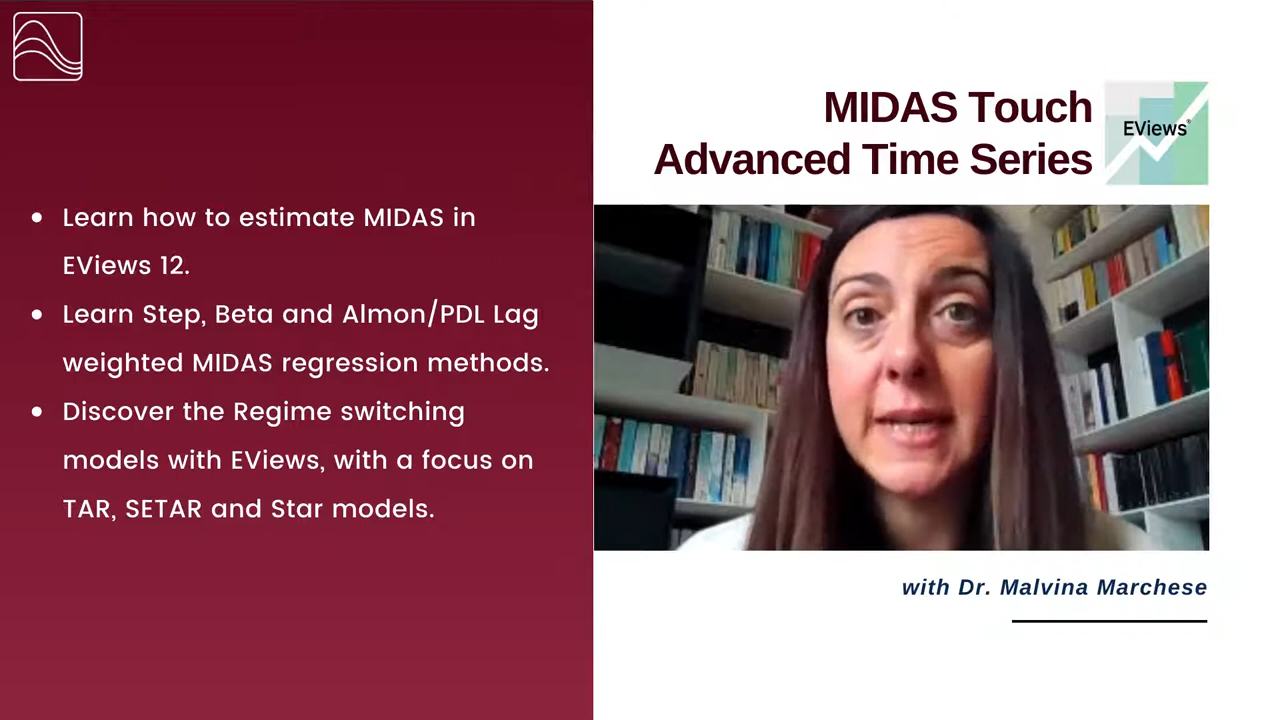 MIDAS Touch
Advanced Time Series
EViews®
• Learn how to estimate MIDAS in
EViews 12.
• Learn Step, Beta and Almon/PDL Lag
weighted MIDAS regression methods.
• Discover the Regime switching
models with EViews, with a focus on
TAR, SETAR and Star models.
with Dr. Malvina Marchese